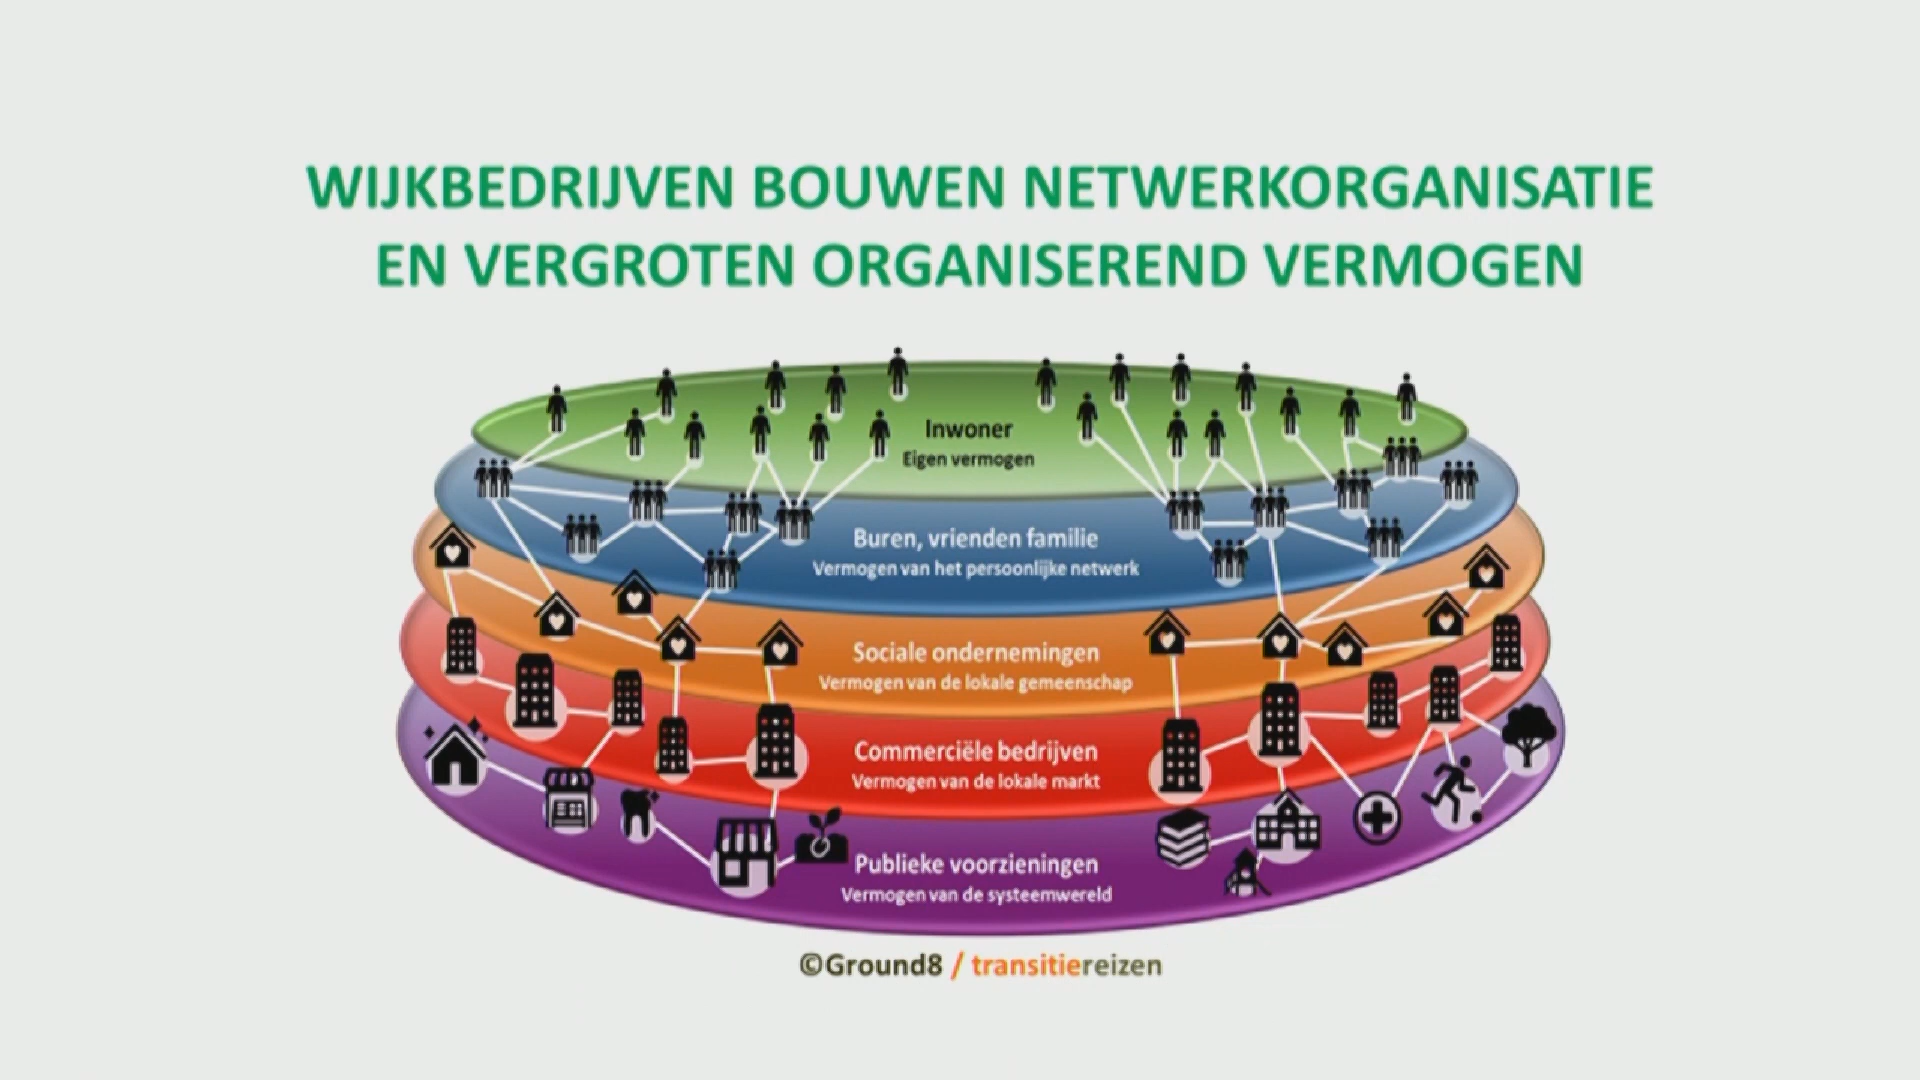 WIJKBEDRIJVEN BOUWEN NETWERKORGANISATIE
EN VERGROTEN ORGANISEREND VERMOGEN
Inwoner
Eigen vermogen
Buren, vrienden familie
Vermogen van het persoonlijke netwerk
Sociale ondernemingen
Vermogen van de lokale gemeenschap
Commerciële bedrijven
Vermogen van de lokale markt
Publieke voorzieningen
Vermogen van de systeemwereld
©Ground8 / transitiereizen